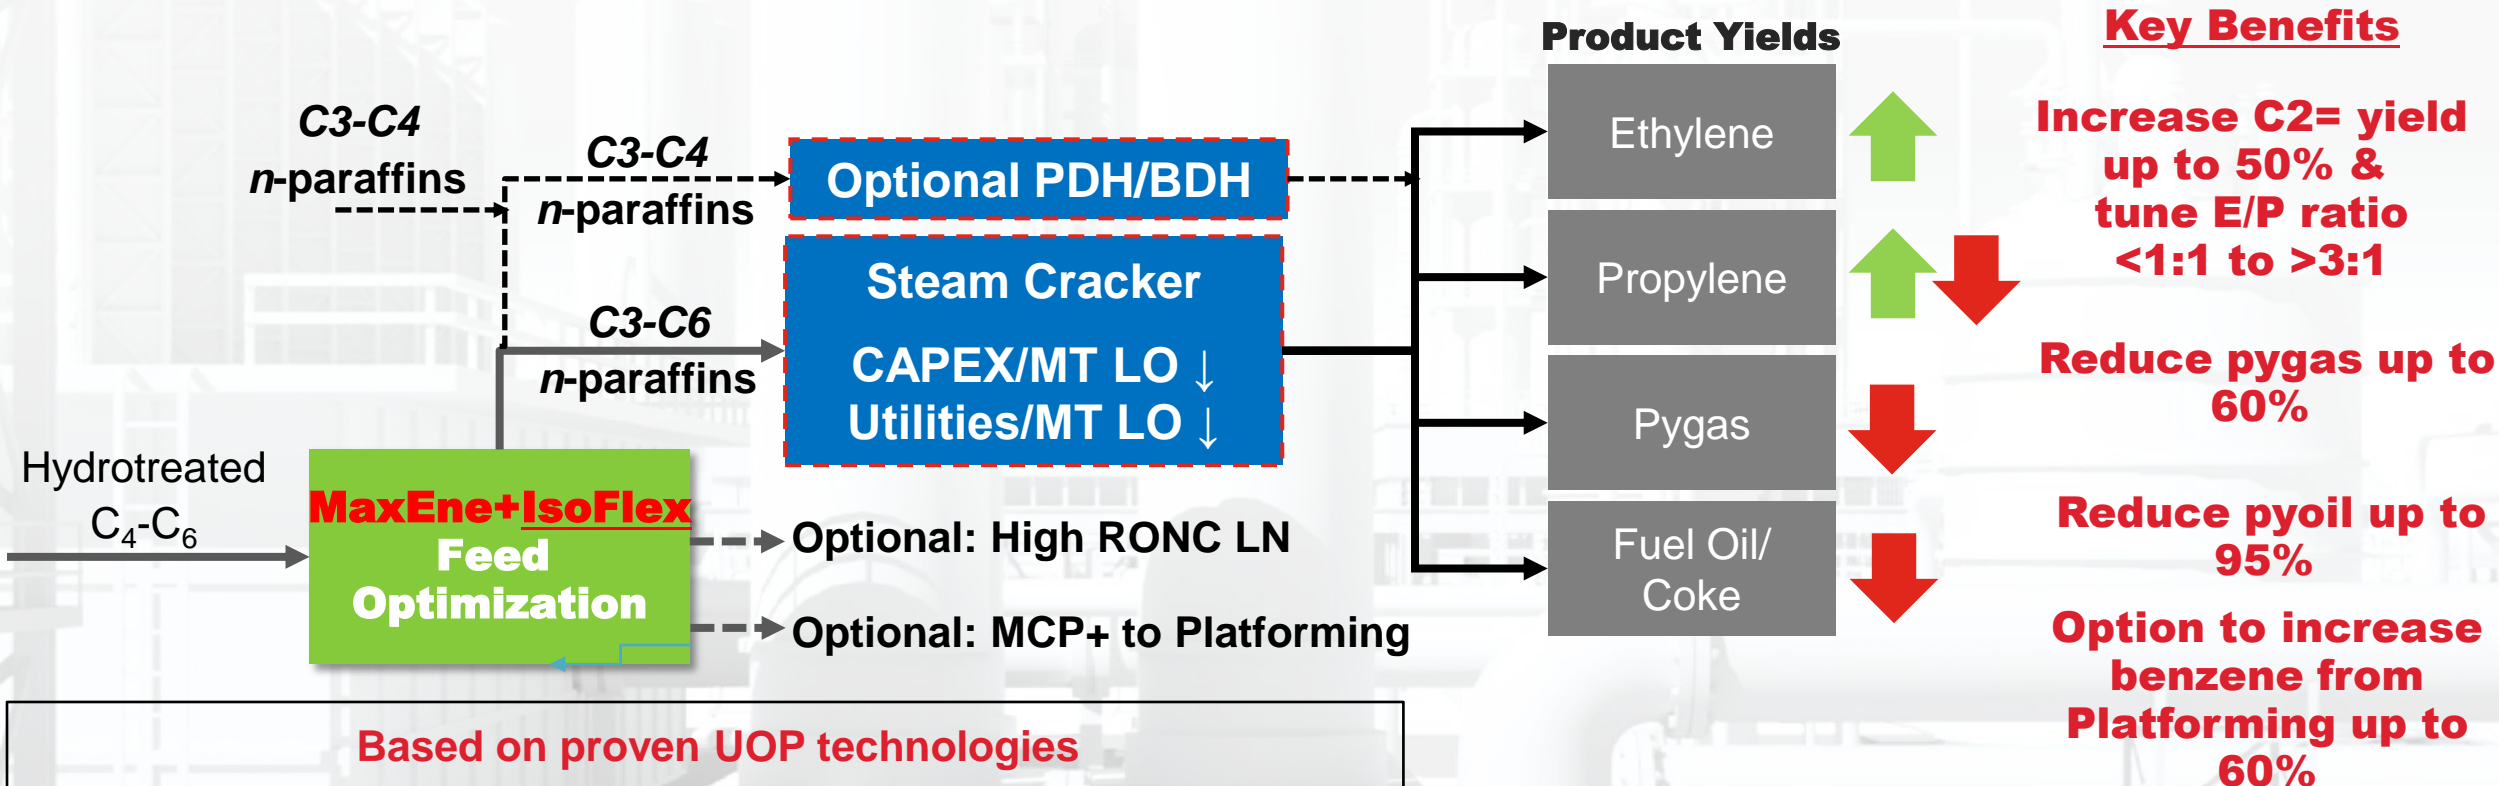 C3-C4
n-paraffins
C3-C4
n-paraffins
Optional PDH/BDH
C3-C6
n-paraffins
Steam Cracker
CAPEX/MT LO ↓
Utilities/MT LO ↓
Hydrotreated
C₄-C₆
MaxEne+IsoFlex
Feed
Optimization
Optional: High RONC LN
Optional: MCP+ to Platforming
Based on proven UOP technologies
Product Yields
Ethylene
Propylene
Pygas
Fuel Oil/
Coke
Key Benefits
Increase C2= yield
up to 50% &
tune E/P ratio
<1:1 to >3:1
Reduce pygas up to
60%
Reduce pyoil up to
95%
Option to increase
benzene from
Platforming up to
60%